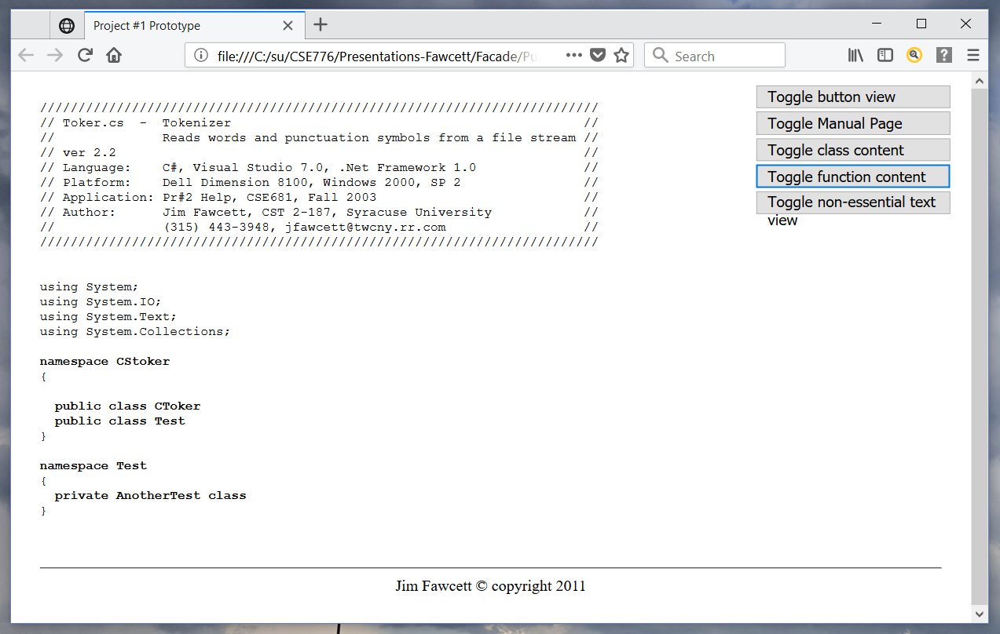 Project #1 Prototype
file:///C:/su/CSE776/Presentations-Fawcett/Facade/Pu
Search
Toggle button view
Toggle Manual Page
Toggle class content
Toggle function content
Toggle non-essential text
view
/////////////////////////////////////////////////////////////////////////
// Toker.cs  -  Tokenizer                                              //
//              Reads words and punctuation symbols from a file stream //
// ver 2.2                                                             //
// Language:    C#, Visual Studio 7.0, .Net Framework 1.0              //
// Platform:    Dell Dimension 8100, Windows 2000, SP 2                //
// Application: Pr#2 Help, CSE681, Fall 2003                           //
// Author:      Jim Fawcett, CST 2-187, Syracuse University            //
//              (315) 443-3948, jfawcett@twcny.rr.com                  //
/////////////////////////////////////////////////////////////////////////
using System;
using System.IO;
using System.Text;
using System.Collections;
namespace CStoker
{
  public class CToker
  public class Test
}
namespace Test
{
  private AnotherTest class
}
Jim Fawcett © copyright 2011